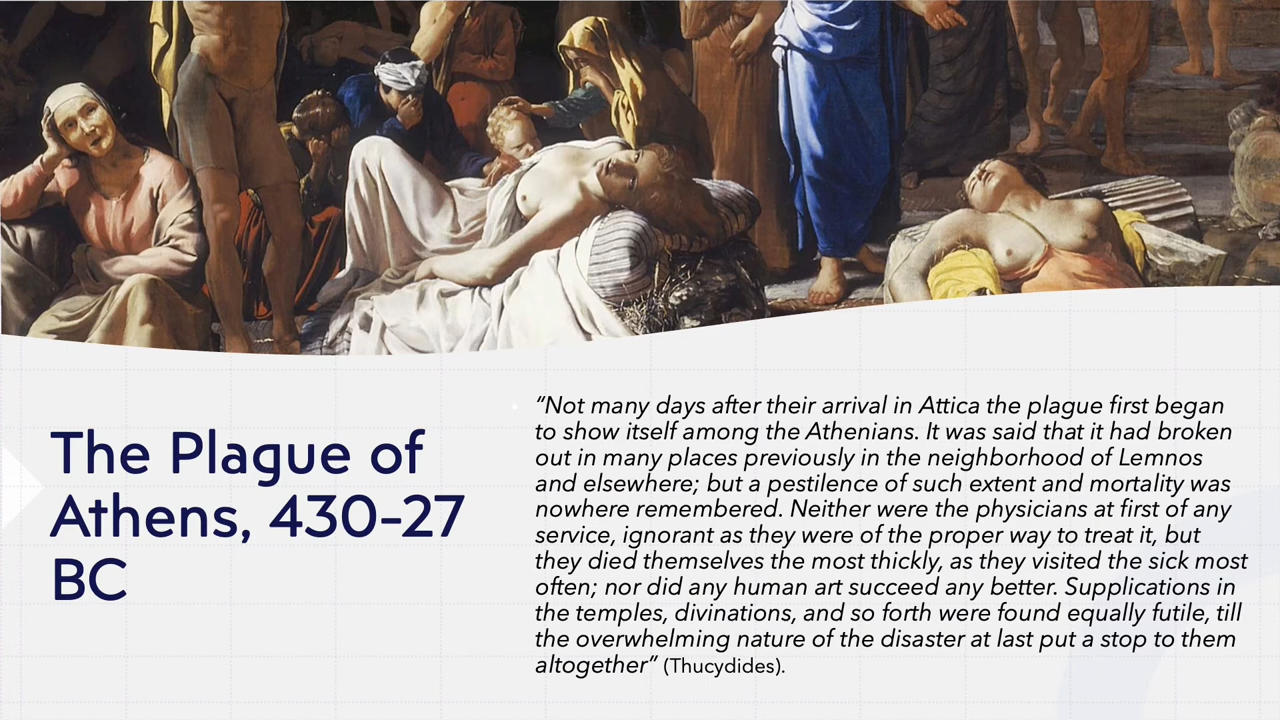 The Plague of
Athens, 430-27
BC
“Not many days after their arrival in Attica the plague first began
to show itself among the Athenians. It was said that it had broken
out in many places previously in the neighborhood of Lemnos
and elsewhere; but a pestilence of such extent and mortality was
nowhere remembered. Neither were the physicians at first of any
service, ignorant as they were of the proper way to treat it, but
they died themselves the most thickly, as they visited the sick most
often; nor did any human art succeed any better. Supplications in
the temples, divinations, and so forth were found equally futile, till
the overwhelming nature of the disaster at last put a stop to them
altogether” (Thucydides).